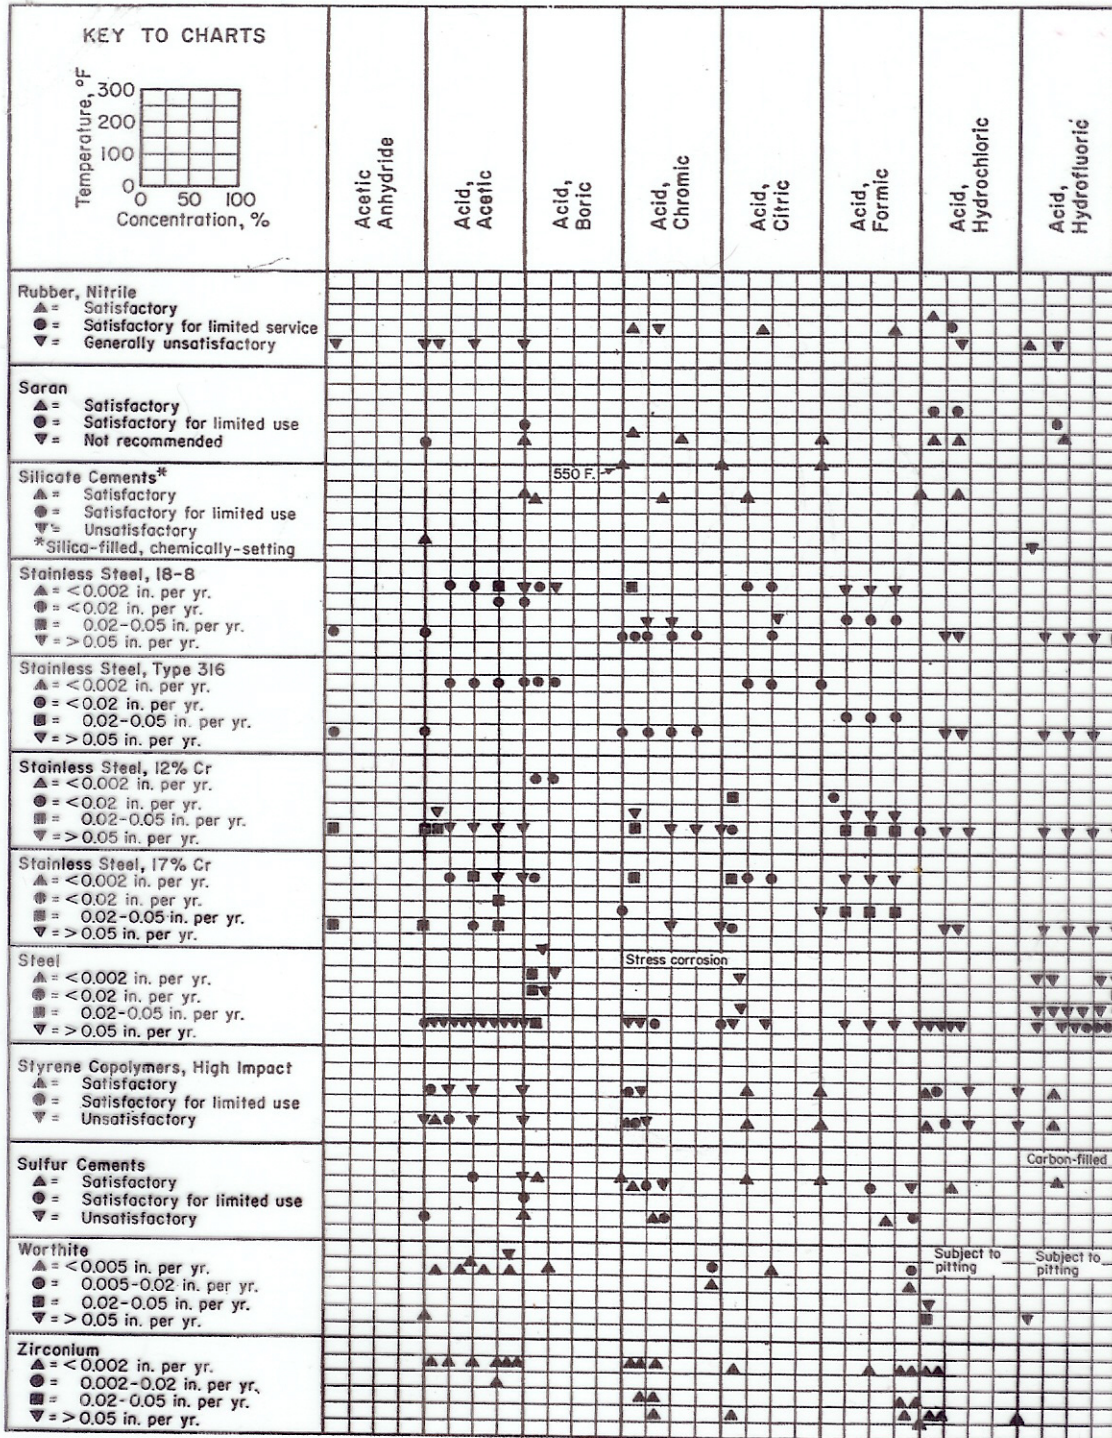 KEY TO CHARTS
Temperature, °F
300
200
100
0
0 50 100
Concentration, %
Acetic
Anhydride
Acid,
Acetic
Acid,
Boric
Acid,
Chromic
Acid,
Citric
Acid,
Formic
Acid,
Hydrochloric
Acid,
Hydrofluoric
Rubber, Nitrile
▲ = Satisfactory
● = Satisfactory for limited service
▼ = Generally unsatisfactory
Saran
▲ = Satisfactory
● = Satisfactory for limited use
▼ = Not recommended
550 F.
Silicate Cements*
▲ = Satisfactory
● = Satisfactory for limited use
▼ = Unsatisfactory
*Silica-filled, chemically-setting
Stainless Steel, 18-8
▲ = <0.002 in. per yr.
● = <0.02 in. per yr.
■ = 0.02-0.05 in. per yr.
▼ = >0.05 in. per yr.
Stainless Steel, Type 316
▲ = <0.002 in. per yr.
● = <0.02 in. per yr.
■ = 0.02-0.05 in. per yr.
▼ = >0.05 in. per yr.
Stainless Steel, 12% Cr
▲ = <0.002 in. per yr.
● = <0.02 in. per yr.
■ = 0.02-0.05 in. per yr.
▼ = >0.05 in. per yr.
Stainless Steel, 17% Cr
▲ = <0.002 in. per yr.
● = <0.02 in. per yr.
■ = 0.02-0.05 in. per yr.
▼ = >0.05 in. per yr.
Steel
Stress corrosion
▲ = <0.002 in. per yr.
● = <0.02 in. per yr.
■ = 0.02-0.05 in. per yr.
▼ = >0.05 in. per yr.
Styrene Copolymers, High Impact
▲ = Satisfactory
● = Satisfactory for limited use
▼ = Unsatisfactory
Carbon-filled
Sulfur Cements
▲ = Satisfactory
● = Satisfactory for limited use
▼ = Unsatisfactory
Worthite
Subject to
pitting
Subject to
pitting
▲ = <0.005 in. per yr.
● = 0.005-0.02 in. per yr.
■ = 0.02-0.05 in. per yr.
▼ = >0.05 in. per yr.
Zirconium
▲ = <0.002 in. per yr.
● = 0.002-0.02 in. per yr.
■ = 0.02-0.05 in. per yr.
▼ = >0.05 in. per yr.